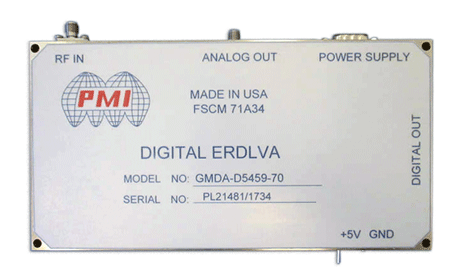 RF IN
ANALOG OUT
POWER SUPPLY
PMI
MADE IN USA
FSCM 71A34
DIGITAL OUT
DIGITAL ERDLVA
MODEL NO: GMDA-D5459-70
SERIAL NO: PL21481/1734
+5V GND